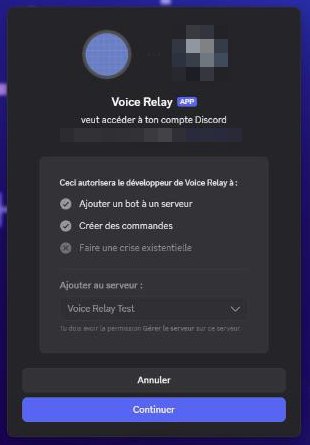 Voice Relay APP
veut accéder à ton compte Discord
Ceci autorisera le développeur de Voice Relay à :
Ajouter un bot à un serveur
Créer des commandes
Faire une crise existentielle
Ajouter au serveur :
Voice Relay Test
Tu dois avoir la permission Gérer le serveur sur ce serveur.
Annuler
Continuer